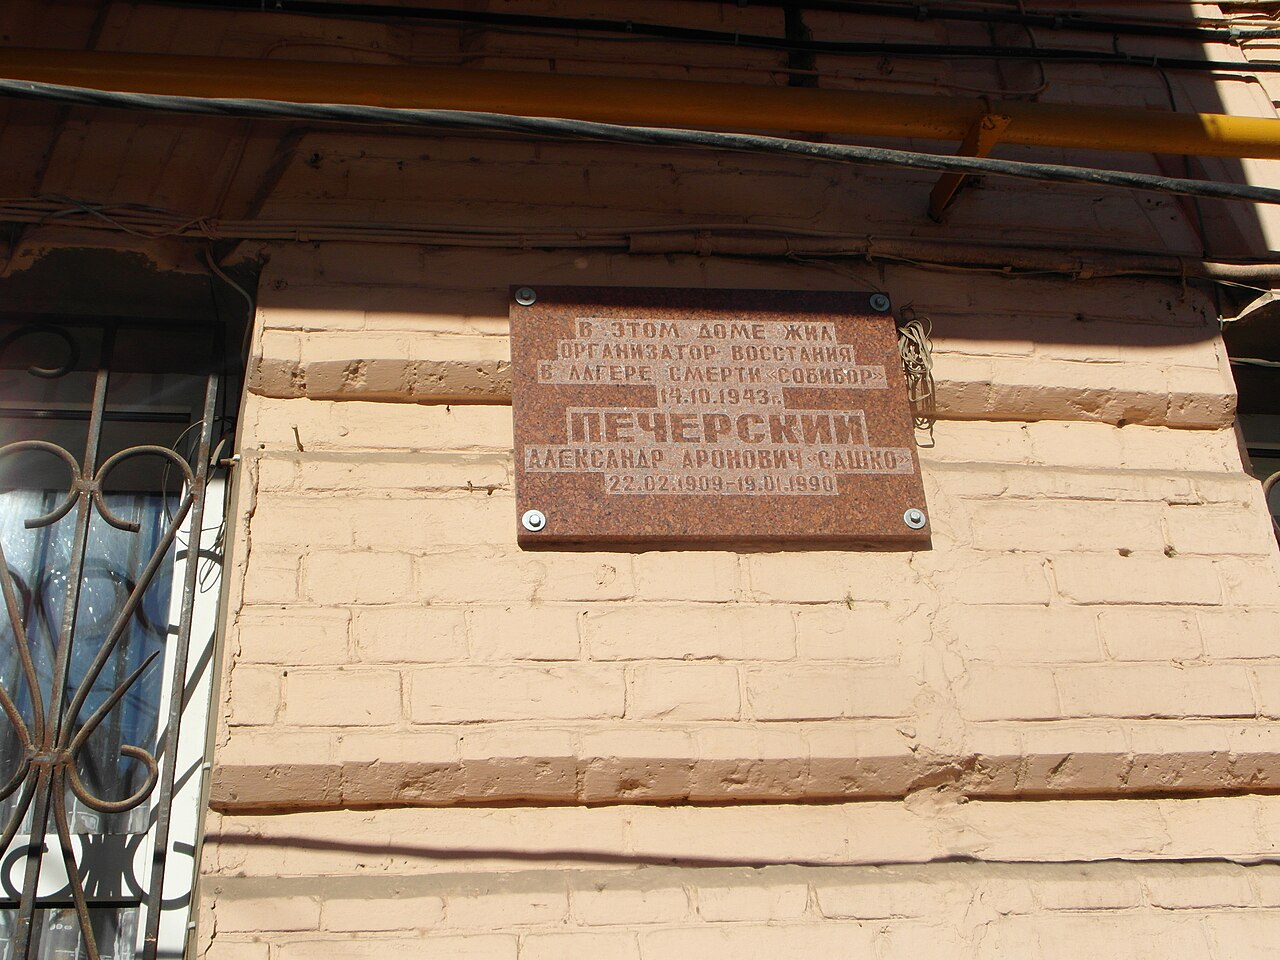 В ЭТОМ ДОМЕ ЖИЛ
ОРГАНИЗАТОР ВОССТАНИЯ
В ЛАГЕРЕ СМЕРТИ «СОБИБОР»
14.10.1943г.
ПЕЧЕРСКИЙ
АЛЕКСАНДР АРОНОВИЧ «САШКО»
22.02.1909-19.01.1990